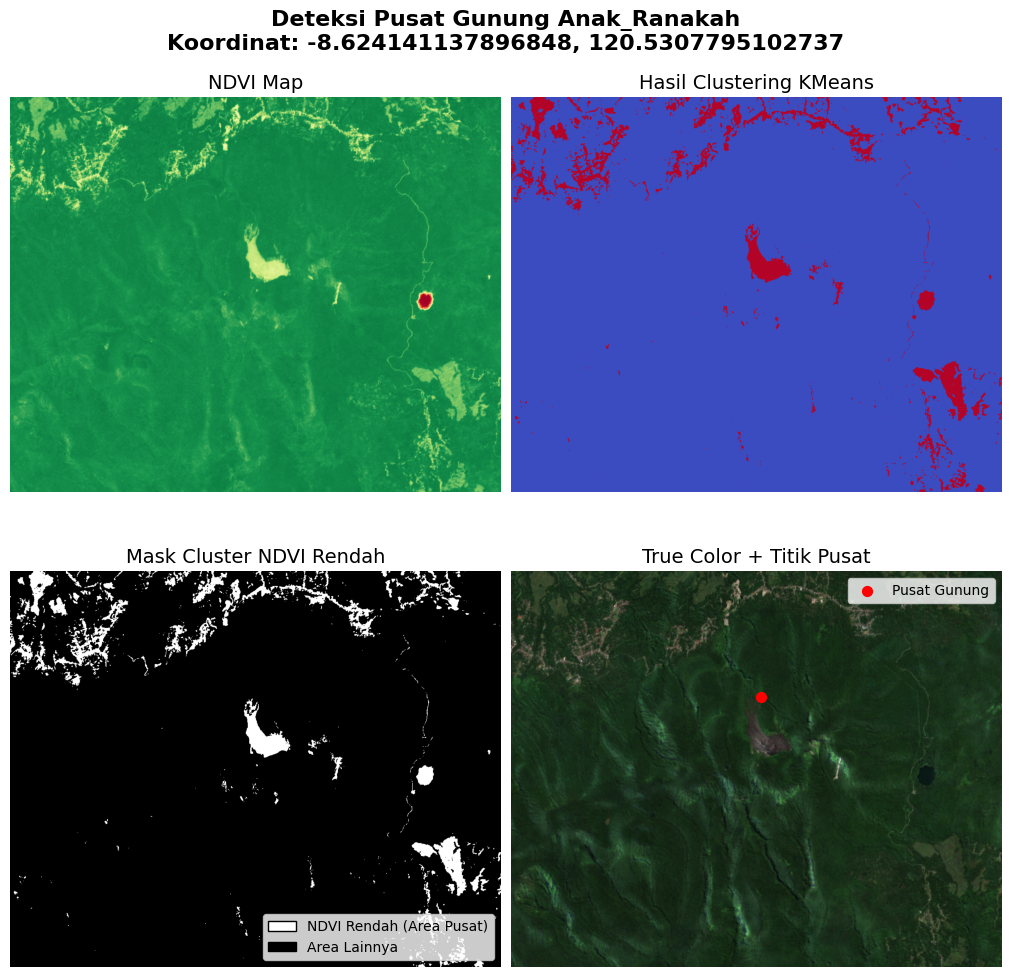 Deteksi Pusat Gunung Anak_Ranakah
Koordinat: -8.624141137896848, 120.5307795102737
NDVI Map
Hasil Clustering KMeans
Mask Cluster NDVI Rendah
True Color + Titik Pusat
Pusat Gunung
NDVI Rendah (Area Pusat)
Area Lainnya